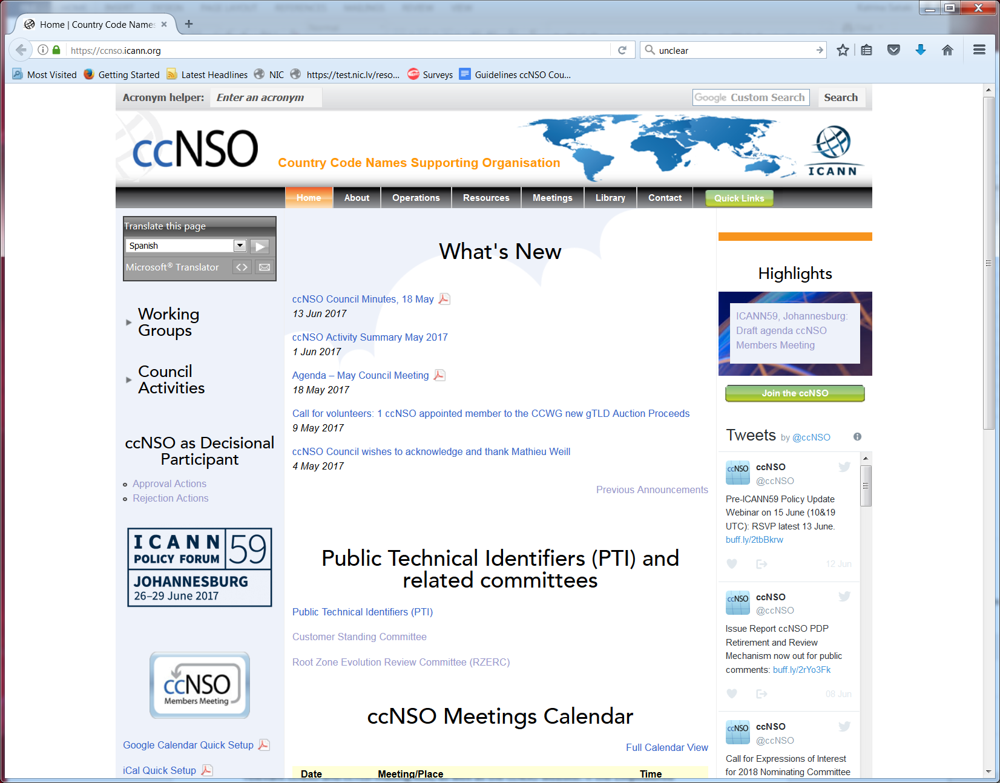 Home | Country Code Names
https://ccnso.icann.org
unclear
Most Visited
Getting Started
Latest Headlines
NIC
https://test.nic.lv/reso...
Surveys
Guidelines ccNSO Cou...
Acronym helper:
Enter an acronym
Google Custom Search
Search
ccNSO
Country Code Names Supporting Organisation
ICANN
Home
About
Operations
Resources
Meetings
Library
Contact
Quick Links
Translate this page
Spanish
Microsoft® Translator
Working
Groups
Council
Activities
ccNSO as Decisional
Participant
Approval Actions
Rejection Actions
ICANN 59
POLICY FORUM
JOHANNESBURG
26–29 June 2017
ccNSO
Members Meeting
Google Calendar Quick Setup
iCal Quick Setup
What's New
ccNSO Council Minutes, 18 May
13 Jun 2017
ccNSO Activity Summary May 2017
1 Jun 2017
Agenda – May Council Meeting
18 May 2017
Call for volunteers: 1 ccNSO appointed member to the CCWG new gTLD Auction Proceeds
9 May 2017
ccNSO Council wishes to acknowledge and thank Mathieu Weill
4 May 2017
Previous Announcements
Public Technical Identifiers (PTI) and
related committees
Public Technical Identifiers (PTI)
Customer Standing Committee
Root Zone Evolution Review Committee (RZERC)
ccNSO Meetings Calendar
Full Calendar View
Date Meeting/Place Time
Highlights
ICANN59, Johannesburg:
Draft agenda ccNSO
Members Meeting
Join the ccNSO
Tweets by @ccNSO
ccNSO
ccNSO
@ccNSO
Pre-ICANN59 Policy Update
Webinar on 15 June (10&19
UTC): RSVP latest 13 June.
buff.ly/2tbBkrw
12 Jun
ccNSO
ccNSO
@ccNSO
Issue Report ccNSO PDP
Retirement and Review
Mechanism now out for public
comments: buff.ly/2rYo3Fk
08 Jun
ccNSO
ccNSO
@ccNSO
Call for Expressions of Interest
for 2018 Nominating Committee